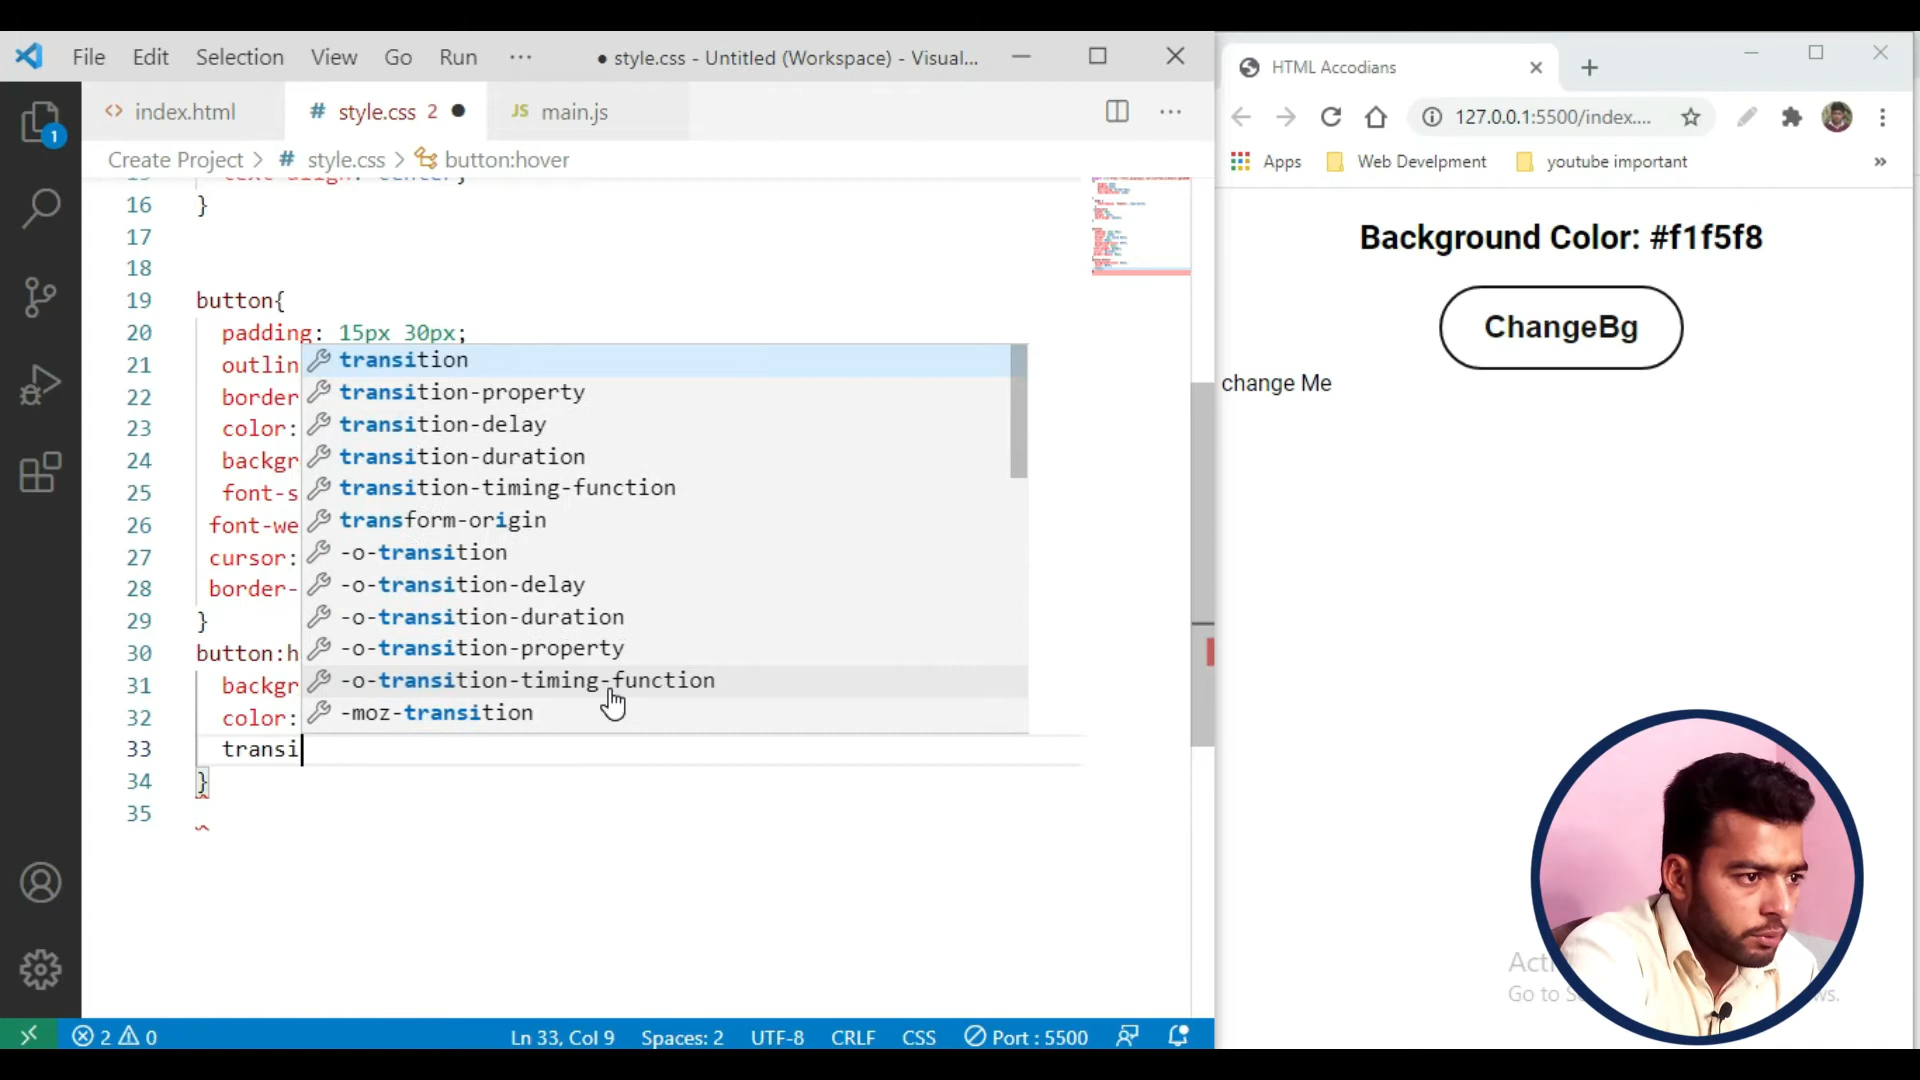 File Edit Selection View Go Run ··· ● style.css - Untitled (Workspace) - Visual...
<> index.html # style.css 2 ● JS main.js ···
Create Project > # style.css > button:hover
16 }
17
18
19 button{
20 padding: 15px 30px;
21 outlin
22 border
23 color:
24 backgr
25 font-s
26 font-we
27 cursor:
28 border-
29 }
30 button:h
31 backgr
32 color:
33 transi
34 }
35
transition
transition-property
transition-delay
transition-duration
transition-timing-function
transform-origin
-o-transition
-o-transition-delay
-o-transition-duration
-o-transition-property
-o-transition-timing-function
-moz-transition
1
2 0 Ln 33, Col 9 Spaces: 2 UTF-8 CRLF CSS Port : 5500
HTML Accodians
127.0.0.1:5500/index....
Apps Web Develpment youtube important »
Background Color: #f1f5f8
ChangeBg
change Me
Go to